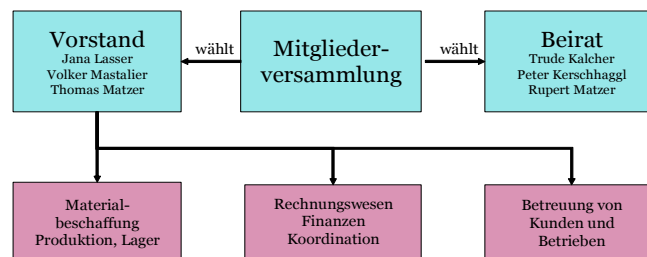 Vorstand
Jana Lasser
Volker Mastalier
Thomas Matzer
wählt
Mitglieder-
versammlung
wählt
Beirat
Trude Kalcher
Peter Kerschhaggl
Rupert Matzer
Material-
beschaffung
Produktion, Lager
Rechnungswesen
Finanzen
Koordination
Betreuung von
Kunden und
Betrieben